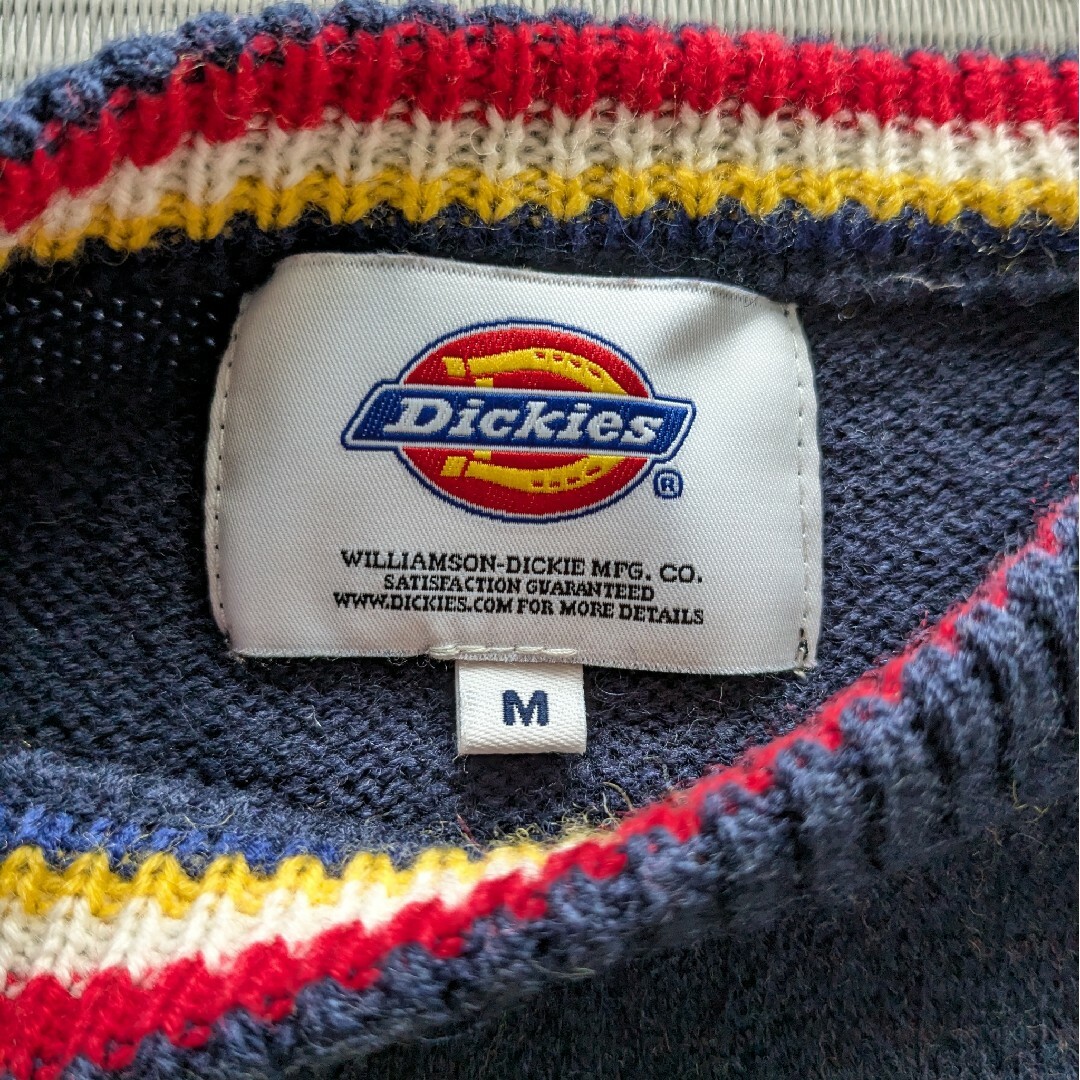 Dickies
®
WILLIAMSON-DICKIE MFG. CO.
SATISFACTION GUARANTEED
WWW.DICKIES.COM FOR MORE DETAILS
M